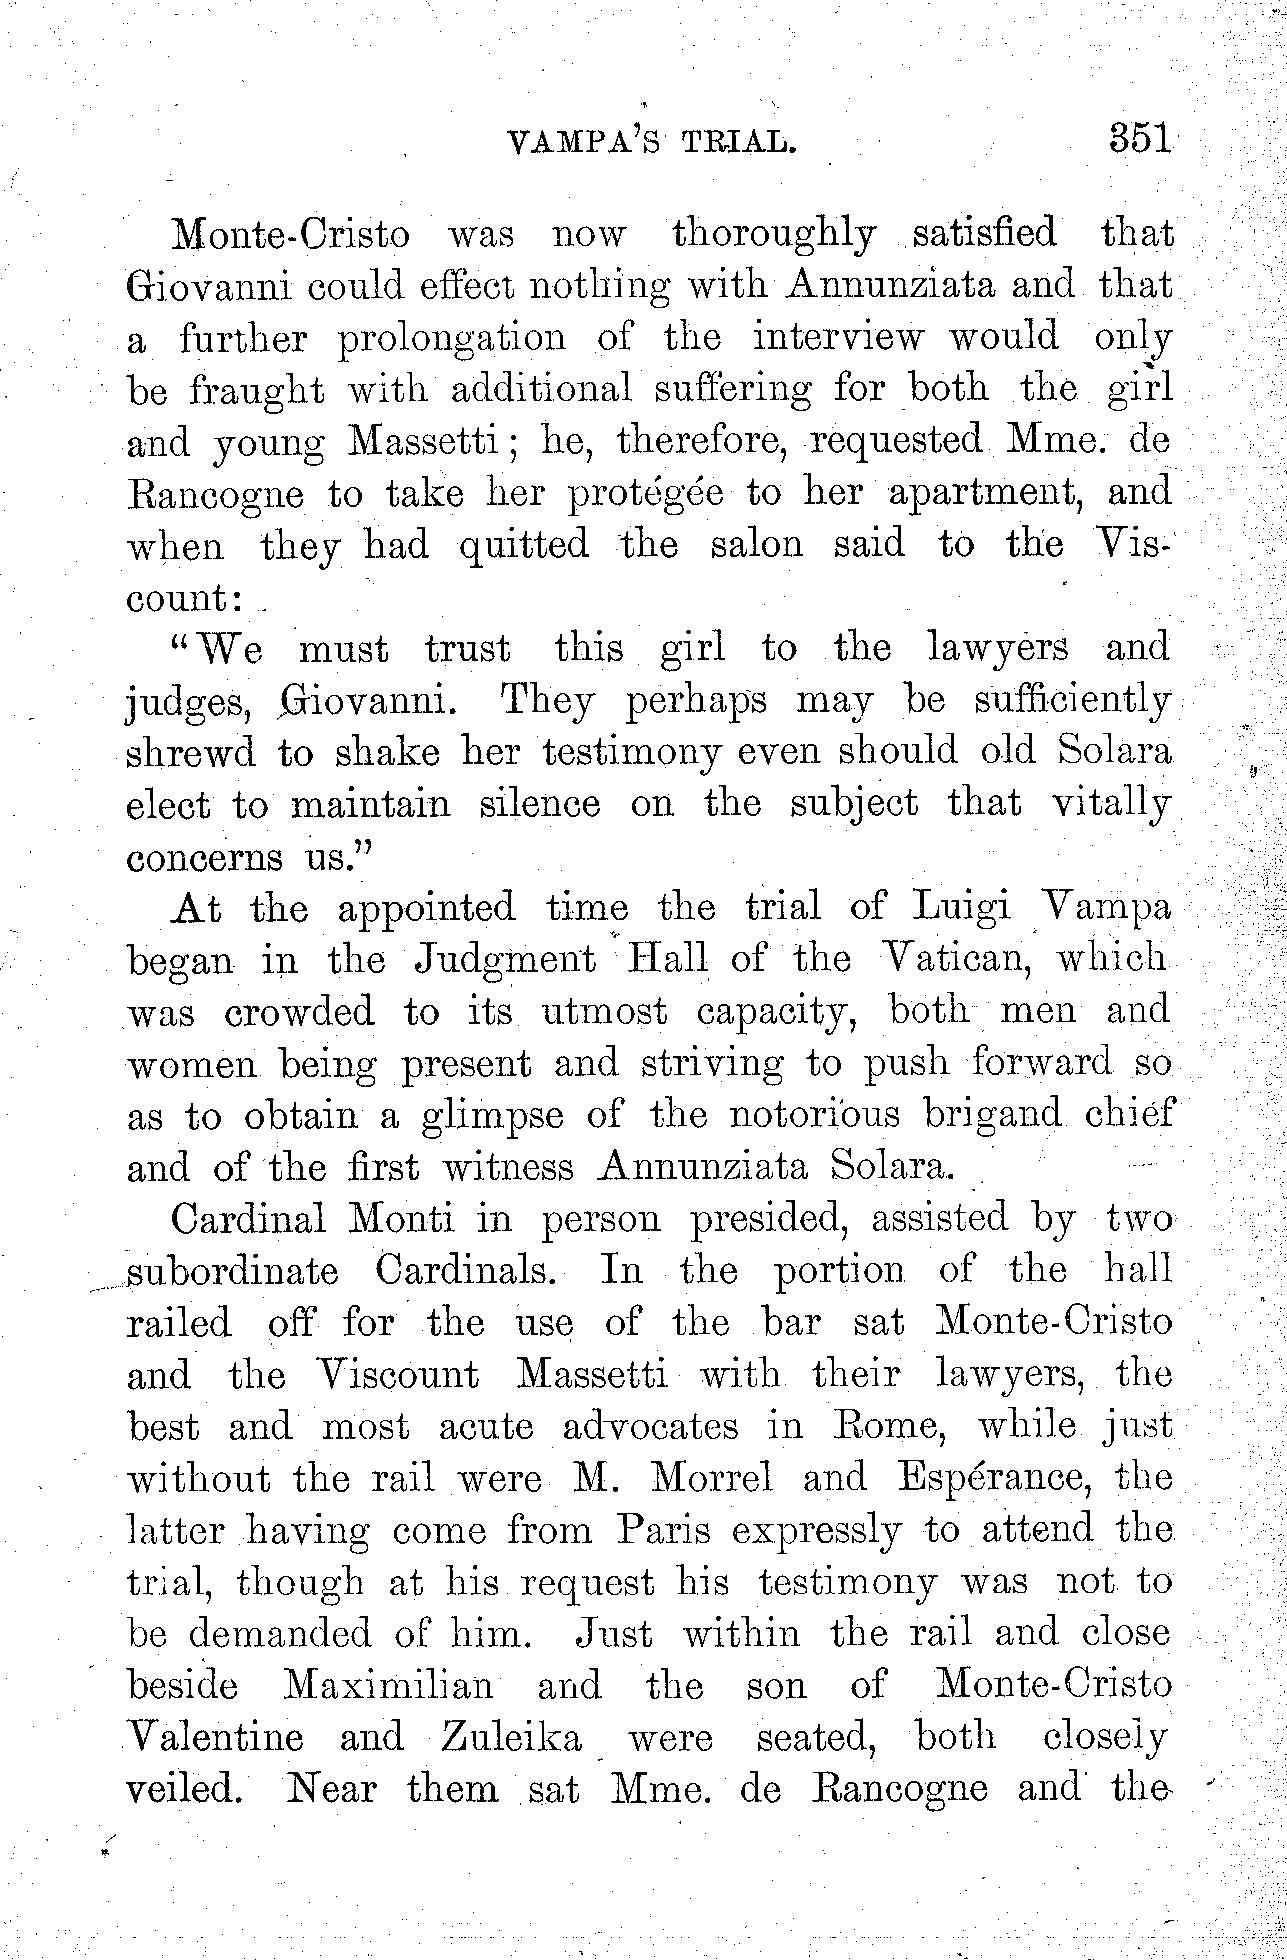 VAMPA'S TRIAL. 351
Monte-Cristo was now thoroughly satisfied that
Giovanni could effect nothing with Annunziata and that
a further prolongation of the interview would only
be fraught with additional suffering for both the girl
and young Massetti; he, therefore, requested Mme. de
Rancogne to take her protégée to her apartment, and
when they had quitted the salon said to the Vis-
count:
"We must trust this girl to the lawyers and
judges, Giovanni. They perhaps may be sufficiently
shrewd to shake her testimony even should old Solara
elect to maintain silence on the subject that vitally
concerns us."
At the appointed time the trial of Luigi Vampa
began in the Judgment Hall of the Vatican, which
was crowded to its utmost capacity, both men and
women being present and striving to push forward so
as to obtain a glimpse of the notorious brigand chief
and of the first witness Annunziata Solara.
Cardinal Monti in person presided, assisted by two
subordinate Cardinals. In the portion of the hall
railed off for the use of the bar sat Monte-Cristo
and the Viscount Massetti with their lawyers, the
best and most acute advocates in Rome, while just
without the rail were M. Morrel and Espérance, the
latter having come from Paris expressly to attend the
trial, though at his request his testimony was not to
be demanded of him. Just within the rail and close
beside Maximilian and the son of Monte-Cristo
Valentine and Zuleika were seated, both closely
veiled. Near them sat Mme. de Rancogne and the